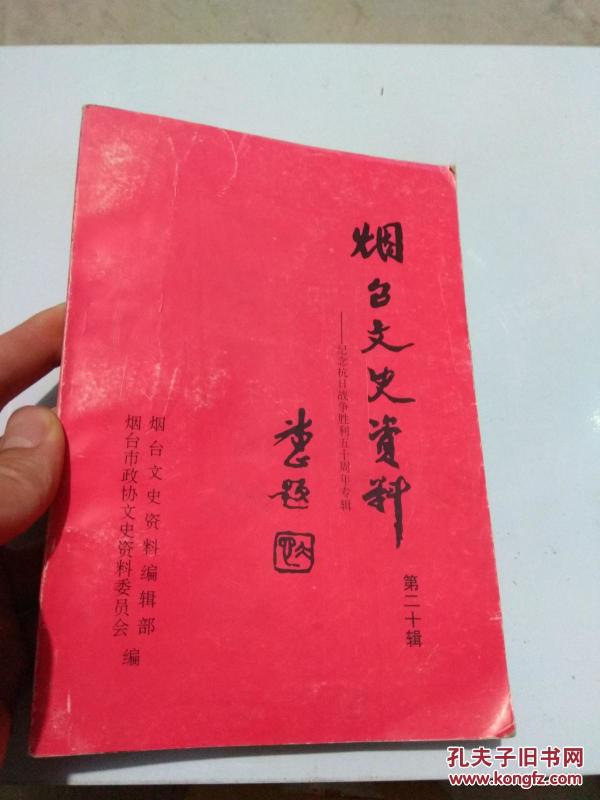 烟台文史资料
——纪念抗日战争胜利五十周年专辑
第二十辑
题
烟台文史资料编辑部
烟台市政协文史资料委员会 编
孔夫子旧书网
www.kongfz.com